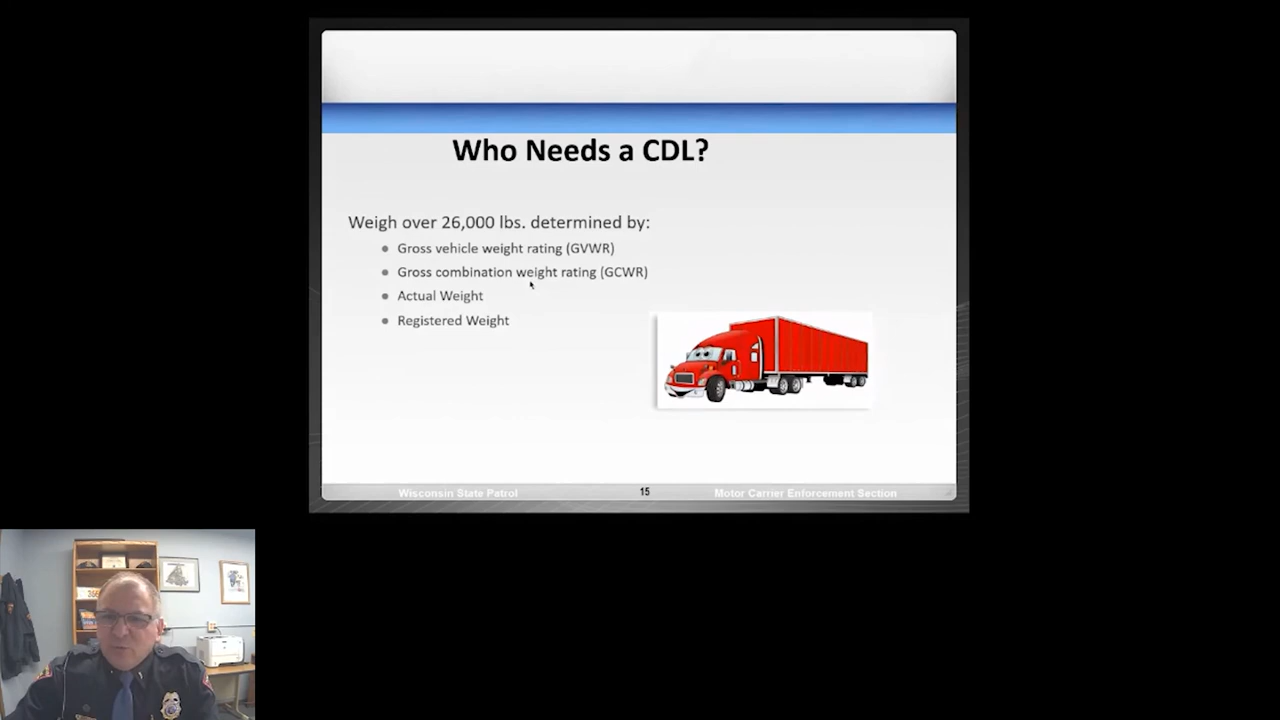 Who Needs a CDL?
Weigh over 26,000 lbs. determined by:
Gross vehicle weight rating (GVWR)
Gross combination weight rating (GCWR)
Actual Weight
Registered Weight
Wisconsin State Patrol
15
Motor Carrier Enforcement Section